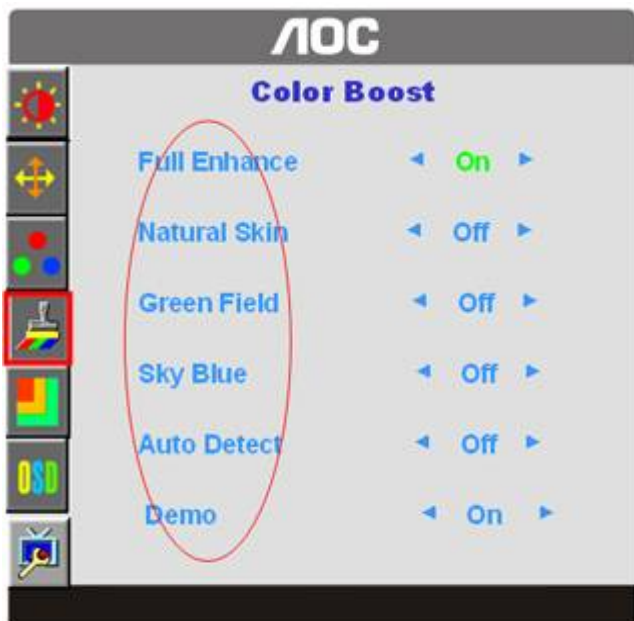 AOC
Color Boost
Full Enhance On
Natural Skin Off
Green Field Off
Sky Blue Off
Auto Detect Off
OSD
Demo On